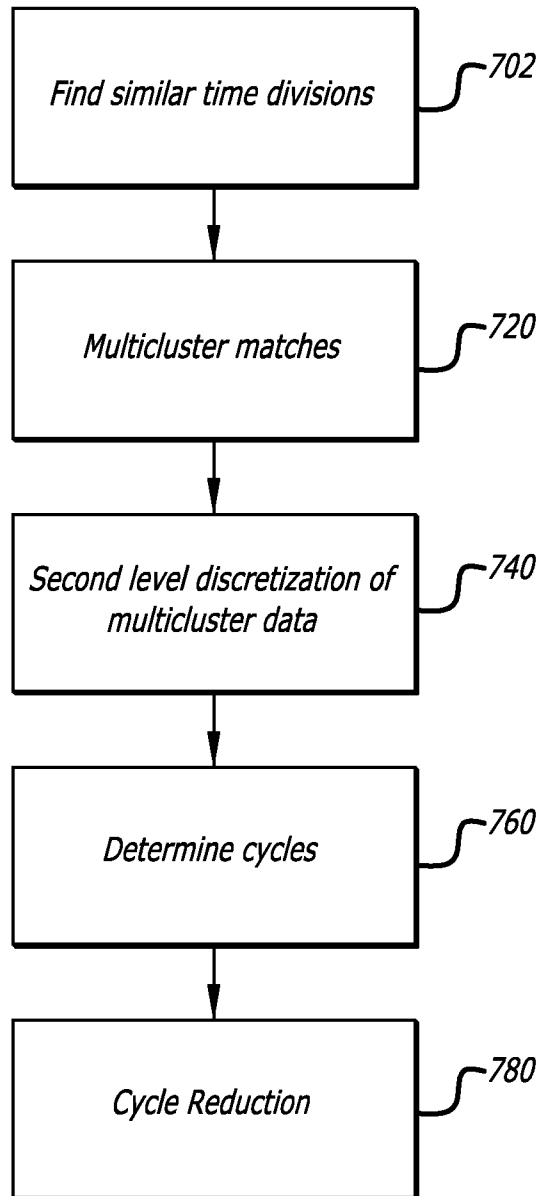 Find similar time divisions
702
Multicluster matches
720
Second level discretization of
multicluster data
740
Determine cycles
760
Cycle Reduction
780